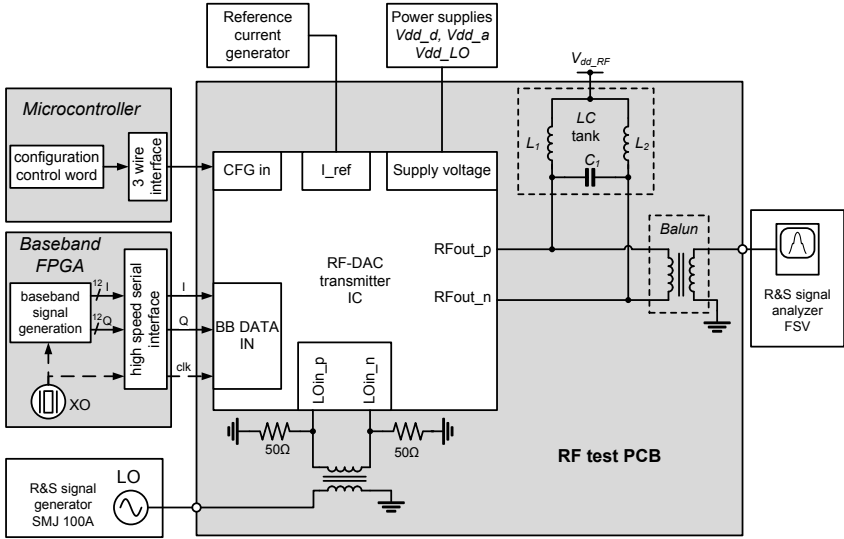 Reference
current
generator
Power supplies
Vdd_d, Vdd_a
Vdd_LO
Vdd_RF
LC
tank
L1
L2
C1
Microcontroller
configuration
control word
3 wire
interface
CFG in
I_ref
Supply voltage
Baseband
FPGA
baseband
signal
generation
12 I
12 Q
high speed serial
interface
I
Q
clk
XO
BB DATA
IN
RF-DAC
transmitter
IC
RFout_p
RFout_n
Balun
R&S signal
analyzer
FSV
LOin_p
LOin_n
50Ω
50Ω
RF test PCB
R&S signal
generator
SMJ 100A
LO